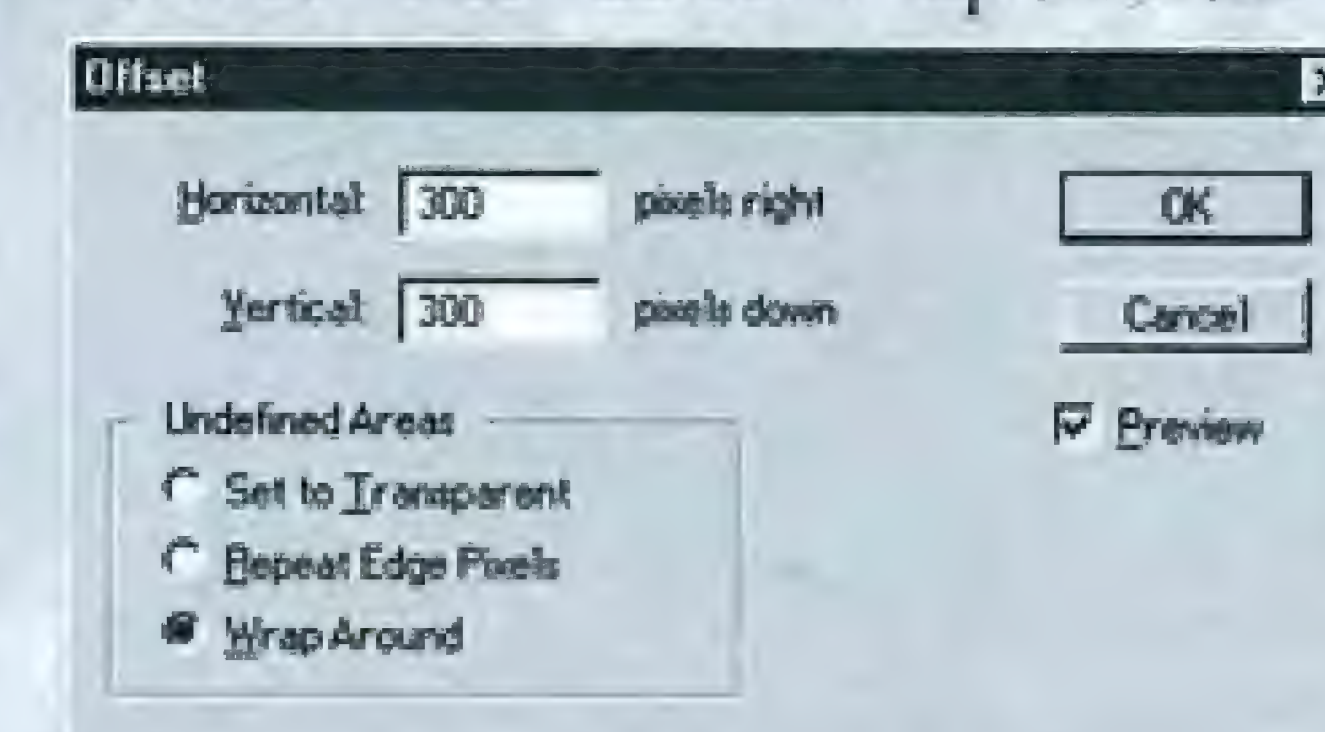 Offset
Horizontal: 300 pixels right
OK
Vertical: 300 pixels down
Cancel
Undefined Areas
Preview
Set to Transparent
Repeat Edge Pixels
Wrap Around